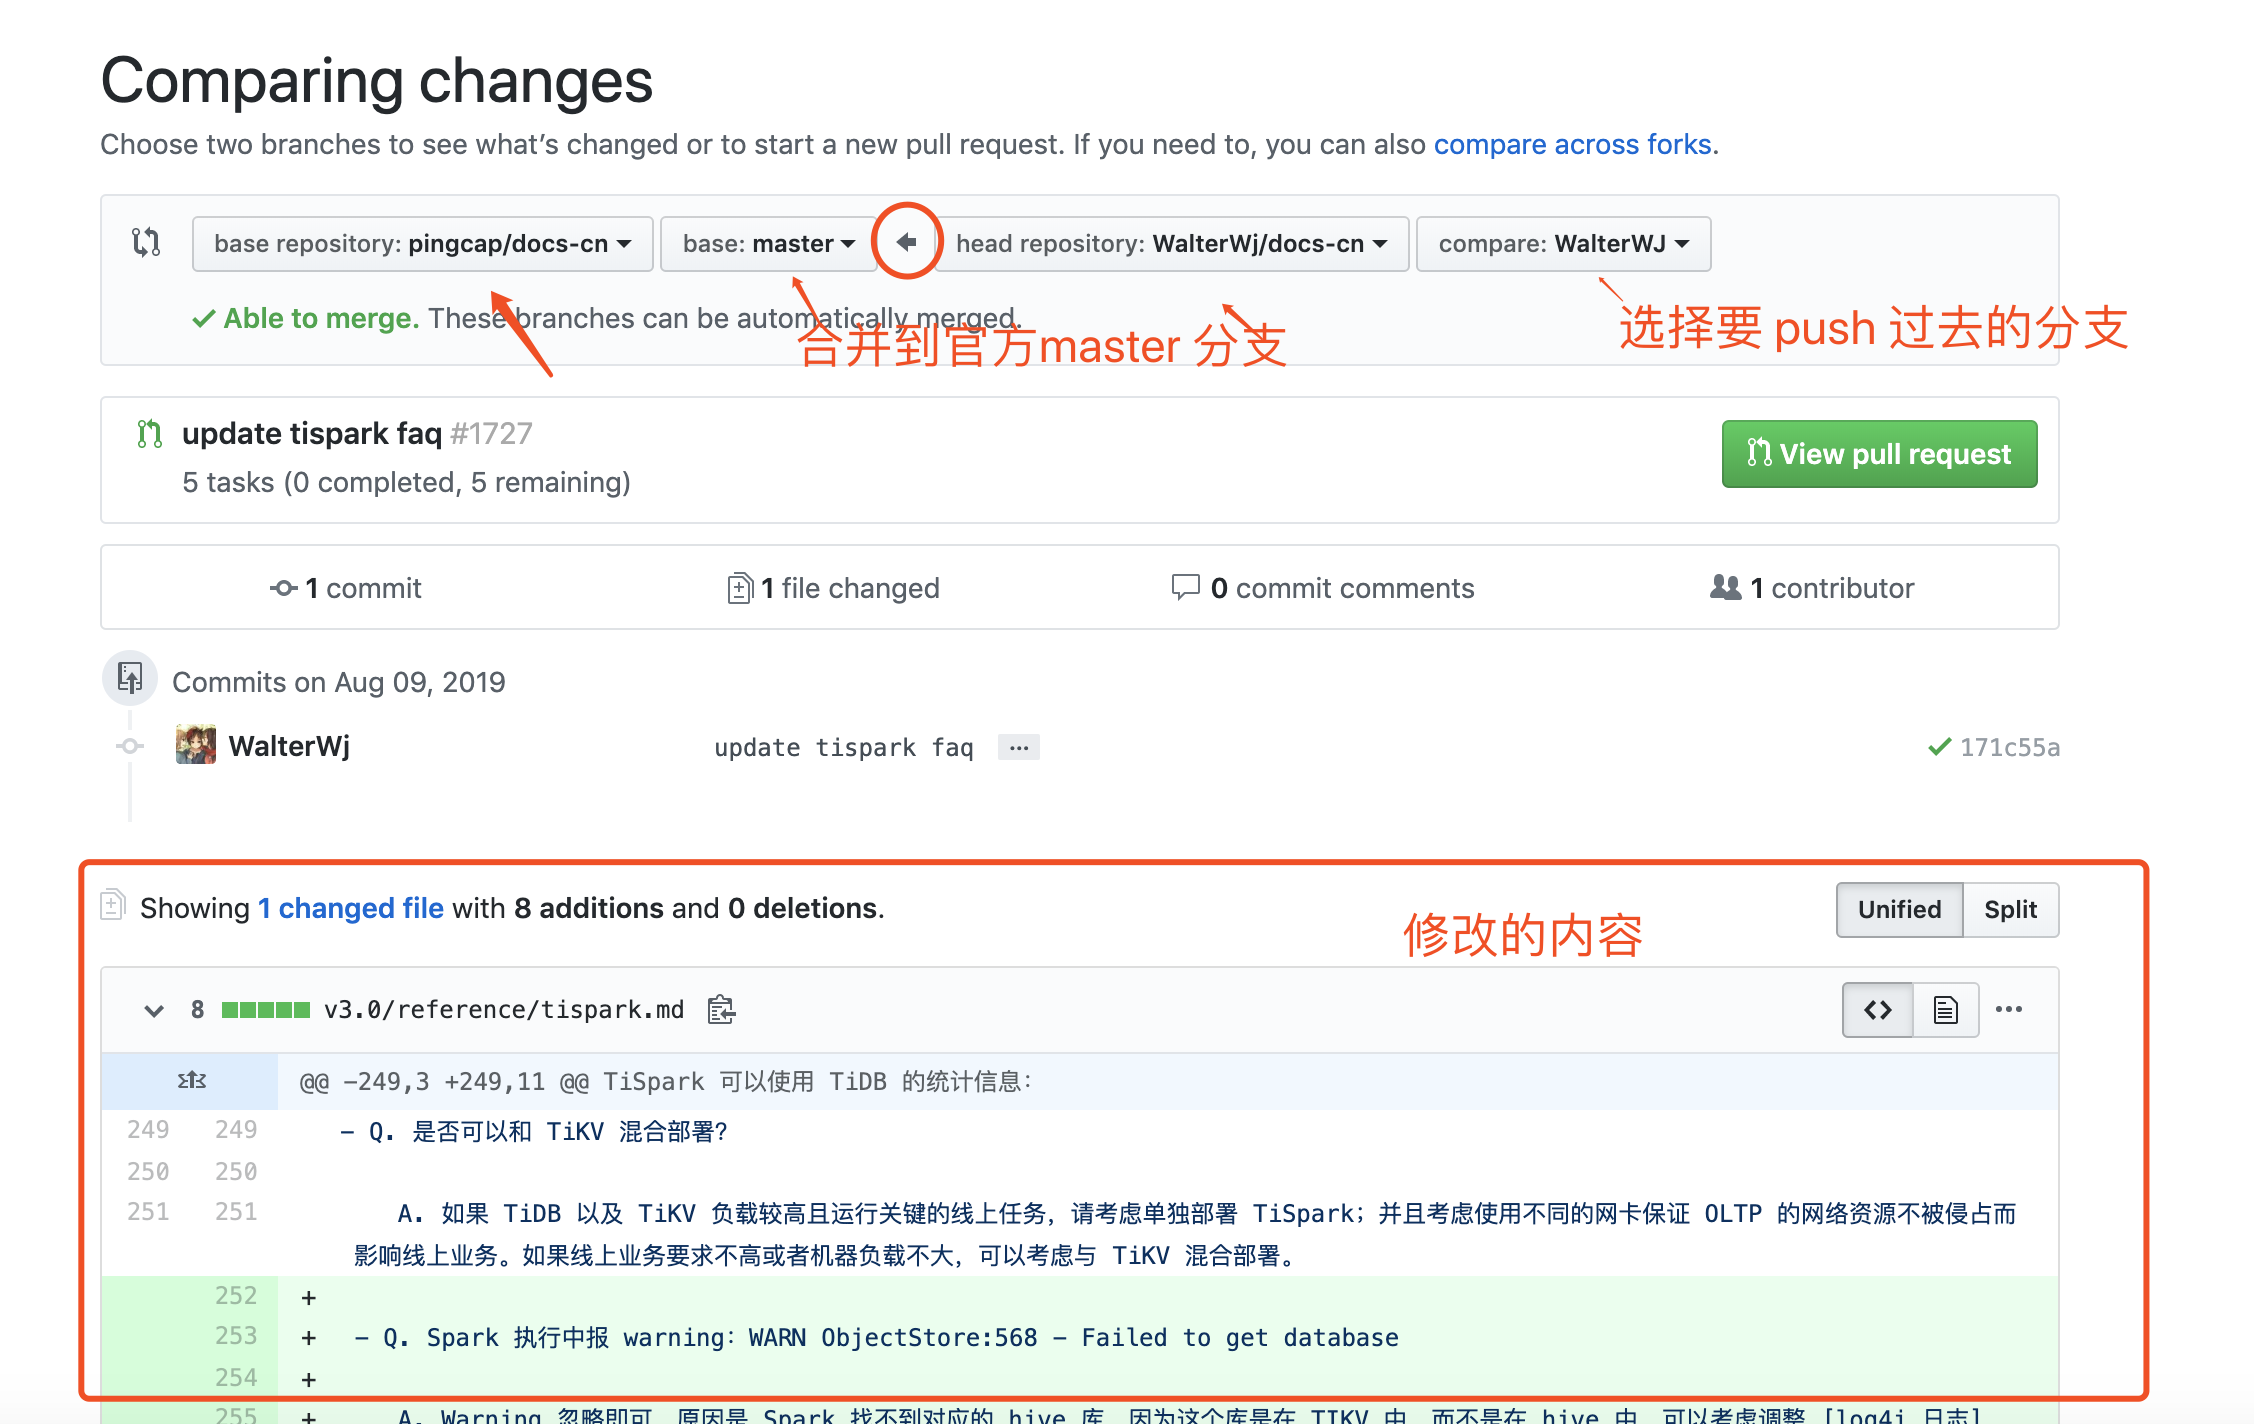 Comparing changes
Choose two branches to see what’s changed or to start a new pull request. If you need to, you can also compare across forks.
base repository: pingcap/docs-cn base: master head repository: WalterWj/docs-cn compare: WalterWJ
Able to merge. These branches can be automatically merged.
合并到官方master 分支
选择要 push 过去的分支
update tispark faq #1727
5 tasks (0 completed, 5 remaining)
View pull request
1 commit 1 file changed 0 commit comments 1 contributor
Commits on Aug 09, 2019
WalterWj update tispark faq … 171c55a
Showing 1 changed file with 8 additions and 0 deletions.
修改的内容
Unified Split
8 v3.0/reference/tispark.md
@@ -249,3 +249,11 @@ TiSpark 可以使用 TiDB 的统计信息：
249 249 - Q. 是否可以和 TiKV 混合部署？
250 250
251 251 A. 如果 TiDB 以及 TiKV 负载较高且运行关键的线上任务，请考虑单独部署 TiSpark；并且考虑使用不同的网卡保证 OLTP 的网络资源不被侵占而
影响线上业务。如果线上业务要求不高或者机器负载不大，可以考虑与 TiKV 混合部署。
252 +
253 + - Q. Spark 执行中报 warning：WARN ObjectStore:568 - Failed to get database
254 +
255 + A. Warning 忽略即可，原因是 Spark 找不到对应的 hive 库，因为这个库是在 TIKV 中，而不是在 hive 中。可以考虑调整 [log4j 日志]